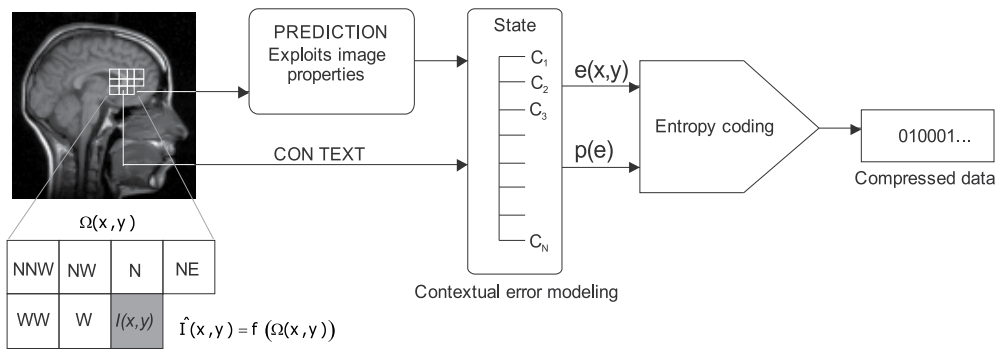 PREDICTION
Exploits image
properties
State
C1
C2
C3
CN
e(x,y)
p(e)
Entropy coding
010001...
Compressed data
CON TEXT
Contextual error modeling
Ω(x,y)
NNW NW N NE
WW W I(x,y)
Î(x,y) = f (Ω(x,y))